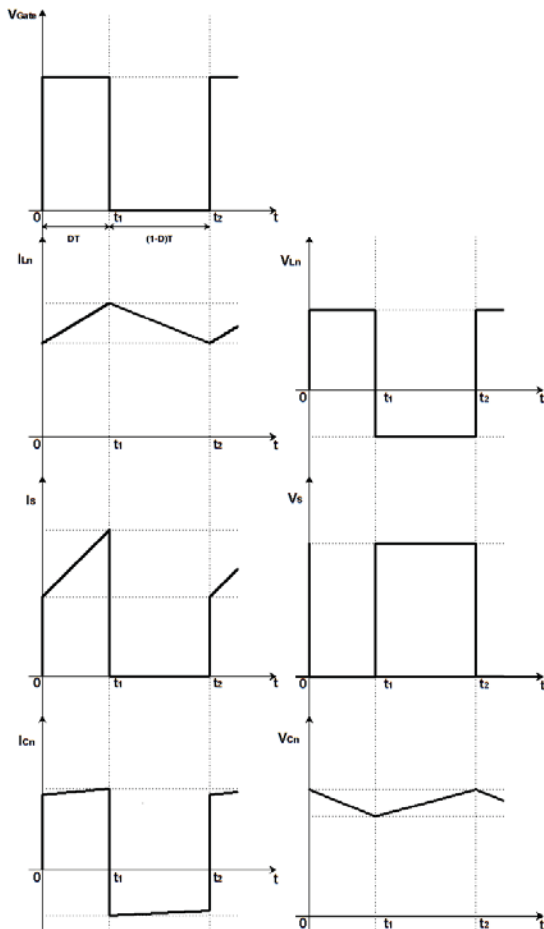 VGate
0 t1 t2 t
DT (1-D)T
ILn
VLn
0 t1 t2 t
0 t1 t2 t
IS
VS
0 t1 t2 t
0 t1 t2 t
ICn
VCn
0 t1 t2 t
0 t1 t2 t